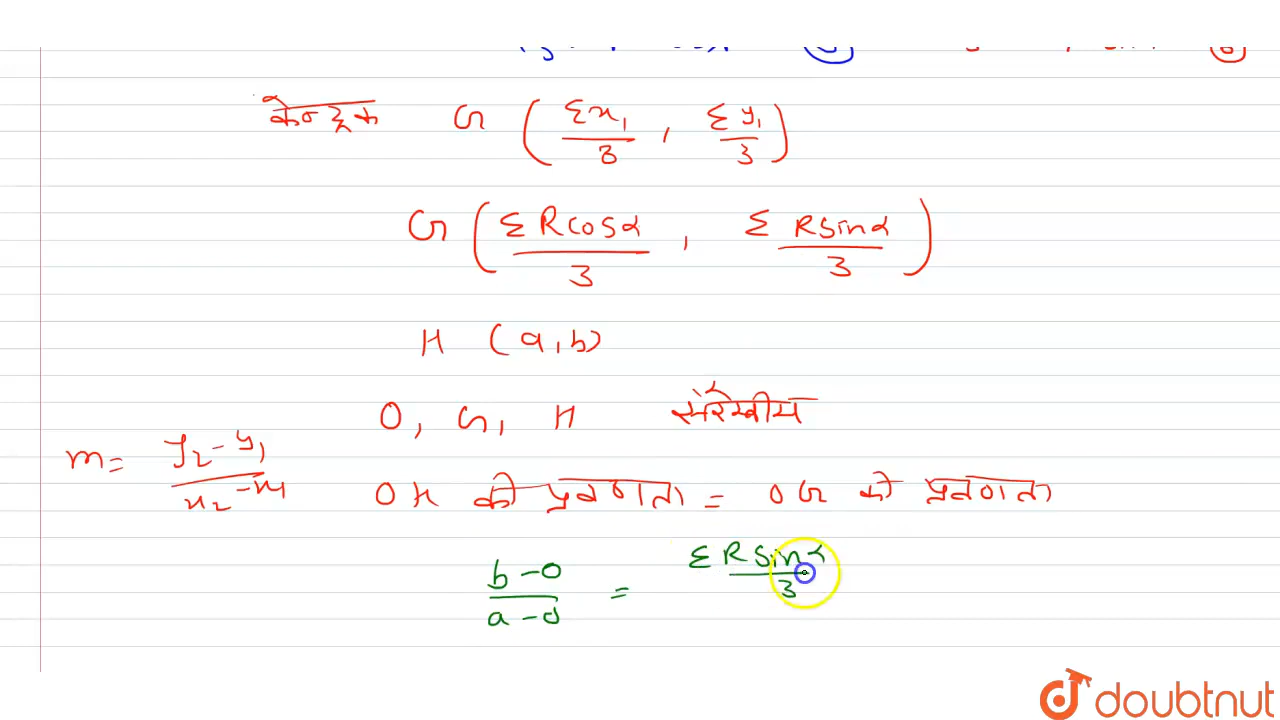 केन्द्रक G ( Σx₁/3 , Σy₁/3 )
G ( ΣRcosα/3 , ΣRsinα/3 )
H (a, b)
O, G, H संरेखीय
m = y₂-y₁/x₂-x₁
OH की प्रवणता = OG की प्रवणता
b-0/a-0 = ΣRsinα/3
doubtnut